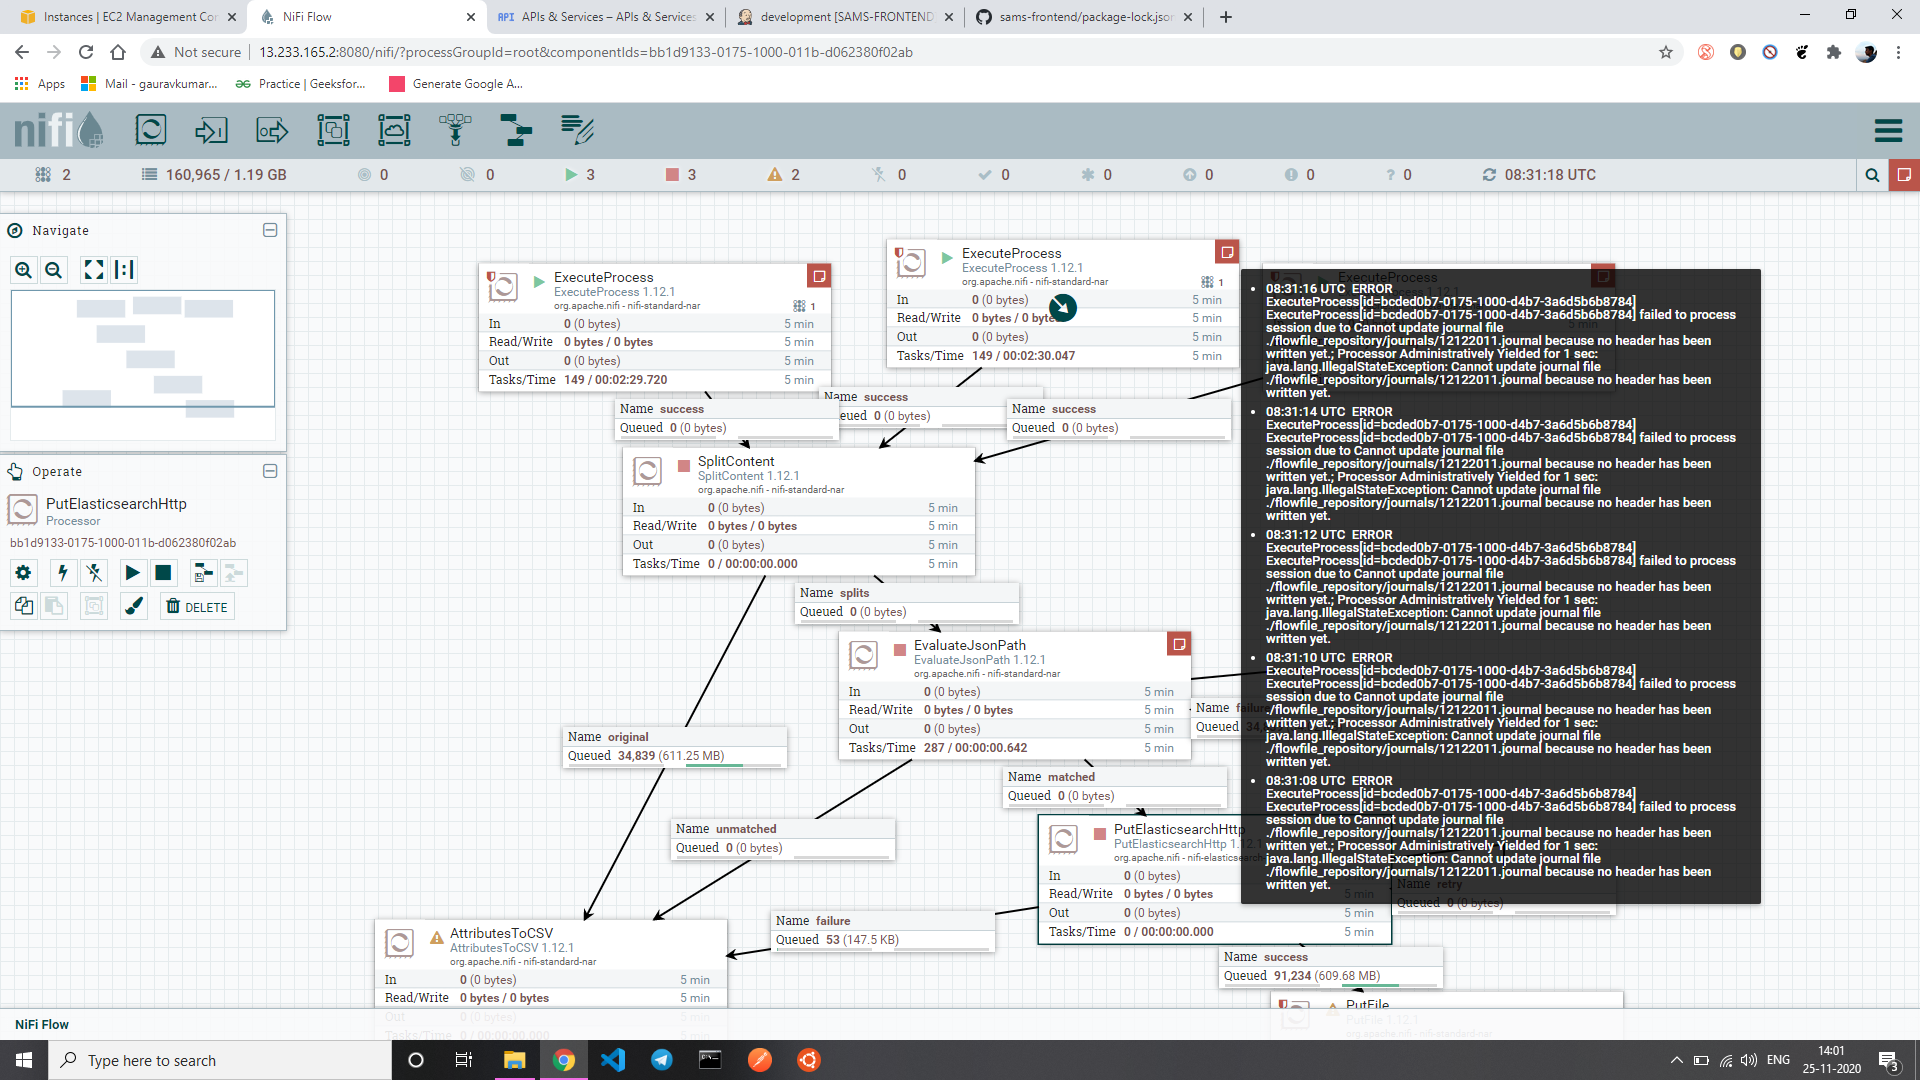 Instances | EC2 Management Con
NiFi Flow
API APIs & Services – APIs & Services
development [SAMS-FRONTEND
sams-frontend/package-lock.json
Not secure
13.233.165.2:8080/nifi/?processGroupId=root&componentIds=bb1d9133-0175-1000-011b-d062380f02ab
Apps
Mail - gauravkumar...
Practice | Geeksfor...
Generate Google A...
nifi
2
160,965 / 1.19 GB
0
0
3
3
2
0
0
0
0
0
? 0
08:31:18 UTC
Navigate
Operate
PutElasticsearchHttp
Processor
bb1d9133-0175-1000-011b-d062380f02ab
DELETE
ExecuteProcess
ExecuteProcess 1.12.1
org.apache.nifi - nifi-standard-nar
1
In 0 (0 bytes) 5 min
Read/Write 0 bytes / 0 bytes 5 min
Out 0 (0 bytes) 5 min
Tasks/Time 149 / 00:02:29.720 5 min
ExecuteProcess
ExecuteProcess 1.12.1
org.apache.nifi - nifi-standard-nar
1
In 0 (0 bytes) 5 min
Read/Write 0 bytes / 0 bytes 5 min
Out 0 (0 bytes) 5 min
Tasks/Time 149 / 00:02:30.047 5 min
ExecuteProcess
Name success
Queued 0 (0 bytes)
Name success
0 (0 bytes)
Name success
Queued 0 (0 bytes)
SplitContent
SplitContent 1.12.1
org.apache.nifi - nifi-standard-nar
In 0 (0 bytes) 5 min
Read/Write 0 bytes / 0 bytes 5 min
Out 0 (0 bytes) 5 min
Tasks/Time 0 / 00:00:00.000 5 min
Name splits
Queued 0 (0 bytes)
EvaluateJsonPath
EvaluateJsonPath 1.12.1
org.apache.nifi - nifi-standard-nar
In 0 (0 bytes) 5 min
Read/Write 0 bytes / 0 bytes 5 min
Out 0 (0 bytes) 5 min
Tasks/Time 287 / 00:00:00.642 5 min
Name failure
Queued
Name original
Queued 34,839 (611.25 MB)
Name matched
Queued 0 (0 bytes)
Name unmatched
Queued 0 (0 bytes)
PutElasticsearchHttp
PutElasticsearchHttp 1.12.1
org.apache.nifi - nifi-elasticsearch-
In 0 (0 bytes)
Read/Write 0 bytes / 0 bytes 5 min
Out 0 (0 bytes) 5 min
Tasks/Time 0 / 00:00:00.000 5 min
Name retry
Queued 0 (0 bytes)
Name failure
Queued 53 (147.5 KB)
AttributesToCSV
AttributesToCSV 1.12.1
org.apache.nifi - nifi-standard-nar
In 0 (0 bytes) 5 min
Read/Write 0 bytes / 0 bytes 5 min
Out 0 (0 bytes) 5 min
Tasks/Time 0 / 00:00:00.000 5 min
Name success
Queued 91,234 (609.68 MB)
PutFile
PutFile 1.12.1
org.apache.nifi - nifi-standard-nar
08:31:16 UTC ERROR
ExecuteProcess[id=bcded0b7-0175-1000-d4b7-3a6d5b6b8784]
ExecuteProcess[id=bcded0b7-0175-1000-d4b7-3a6d5b6b8784] failed to process
session due to Cannot update journal file
./flowfile_repository/journals/12122011.journal because no header has been
written yet.; Processor Administratively Yielded for 1 sec:
java.lang.IllegalStateException: Cannot update journal file
./flowfile_repository/journals/12122011.journal because no header has been
written yet.
08:31:14 UTC ERROR
ExecuteProcess[id=bcded0b7-0175-1000-d4b7-3a6d5b6b8784]
ExecuteProcess[id=bcded0b7-0175-1000-d4b7-3a6d5b6b8784] failed to process
session due to Cannot update journal file
./flowfile_repository/journals/12122011.journal because no header has been
written yet.; Processor Administratively Yielded for 1 sec:
java.lang.IllegalStateException: Cannot update journal file
./flowfile_repository/journals/12122011.journal because no header has been
written yet.
08:31:12 UTC ERROR
ExecuteProcess[id=bcded0b7-0175-1000-d4b7-3a6d5b6b8784]
ExecuteProcess[id=bcded0b7-0175-1000-d4b7-3a6d5b6b8784] failed to process
session due to Cannot update journal file
./flowfile_repository/journals/12122011.journal because no header has been
written yet.; Processor Administratively Yielded for 1 sec:
java.lang.IllegalStateException: Cannot update journal file
./flowfile_repository/journals/12122011.journal because no header has been
written yet.
08:31:10 UTC ERROR
ExecuteProcess[id=bcded0b7-0175-1000-d4b7-3a6d5b6b8784]
ExecuteProcess[id=bcded0b7-0175-1000-d4b7-3a6d5b6b8784] failed to process
session due to Cannot update journal file
./flowfile_repository/journals/12122011.journal because no header has been
written yet.; Processor Administratively Yielded for 1 sec:
java.lang.IllegalStateException: Cannot update journal file
./flowfile_repository/journals/12122011.journal because no header has been
written yet.
08:31:08 UTC ERROR
ExecuteProcess[id=bcded0b7-0175-1000-d4b7-3a6d5b6b8784]
ExecuteProcess[id=bcded0b7-0175-1000-d4b7-3a6d5b6b8784] failed to process
session due to Cannot update journal file
./flowfile_repository/journals/12122011.journal because no header has been
written yet.; Processor Administratively Yielded for 1 sec:
java.lang.IllegalStateException: Cannot update journal file
./flowfile_repository/journals/12122011.journal because no header has been
written yet.
NiFi Flow
Type here to search
ENG
14:01
25-11-2020
3